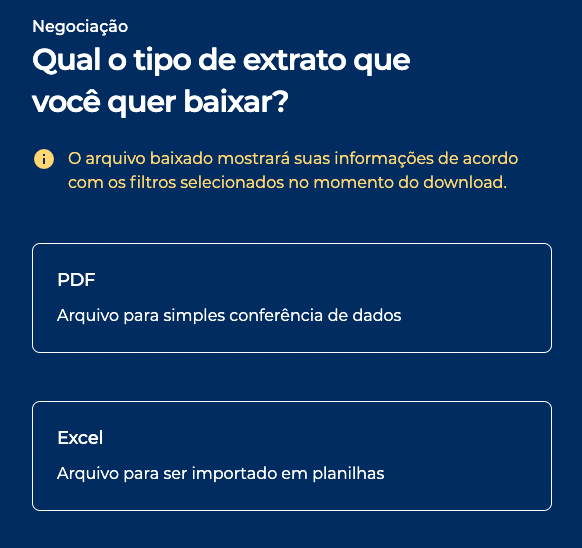 Negociação
Qual o tipo de extrato que
você quer baixar?
O arquivo baixado mostrará suas informações de acordo
com os filtros selecionados no momento do download.
PDF
Arquivo para simples conferência de dados
Excel
Arquivo para ser importado em planilhas